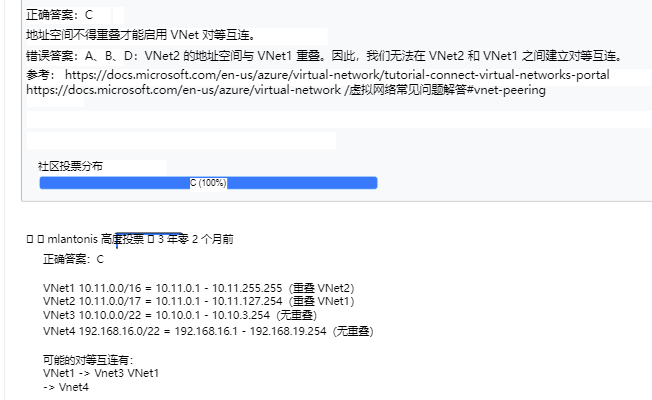 正确答案：C
地址空间不得重叠才能启用 VNet 对等互连。
错误答案：A、B、D：VNet2 的地址空间与 VNet1 重叠。因此，我们无法在 VNet2 和 VNet1 之间建立对等互连。
参考： https://docs.microsoft.com/en-us/azure/virtual-network/tutorial-connect-virtual-networks-portal
https://docs.microsoft.com/en-us/azure/virtual-network /虚拟网络常见问题解答#vnet-peering
社区投票分布
C (100%)
mlantonis 高度投票 3 年零 2 个月前
正确答案：C
VNet1 10.11.0.0/16 = 10.11.0.1 - 10.11.255.255（重叠 VNet2）
VNet2 10.11.0.0/17 = 10.11.0.1 - 10.11.127.254（重叠 VNet1）
VNet3 10.10.0.0/22 = 10.10.0.1 - 10.10.3.254（无重叠）
VNet4 192.168.16.0/22 = 192.168.16.1 - 192.168.19.254（无重叠）
可能的对等互连有：
VNet1 -> Vnet3 VNet1
-> Vnet4